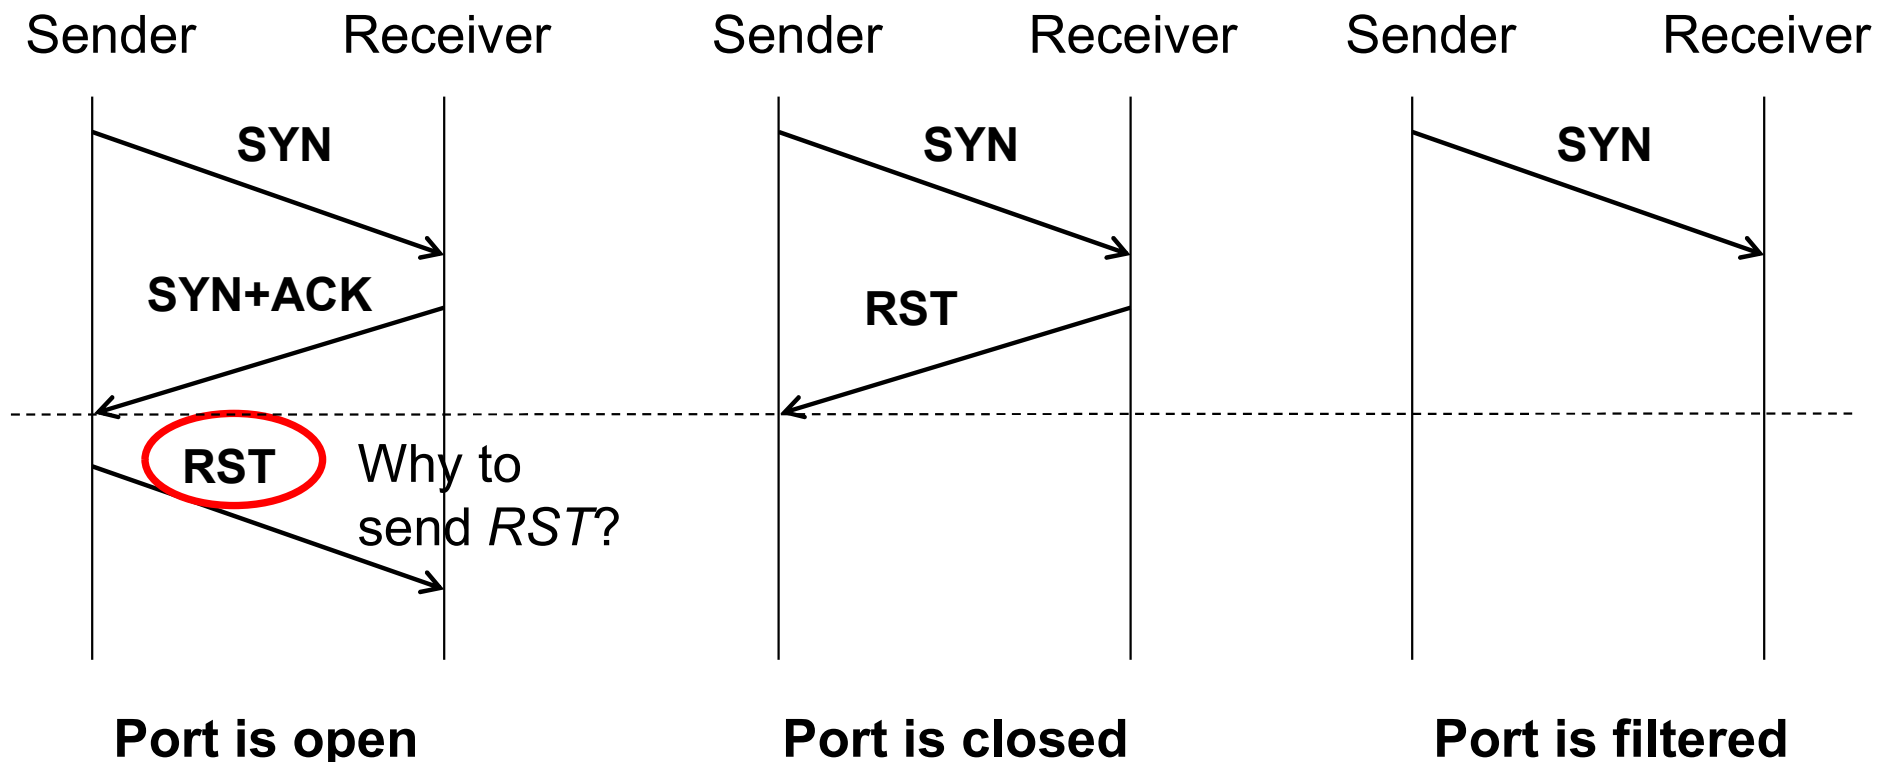 Sender Receiver Sender Receiver Sender Receiver
SYN SYN SYN
SYN+ACK RST
RST Why to
send RST?
Port is open Port is closed Port is filtered